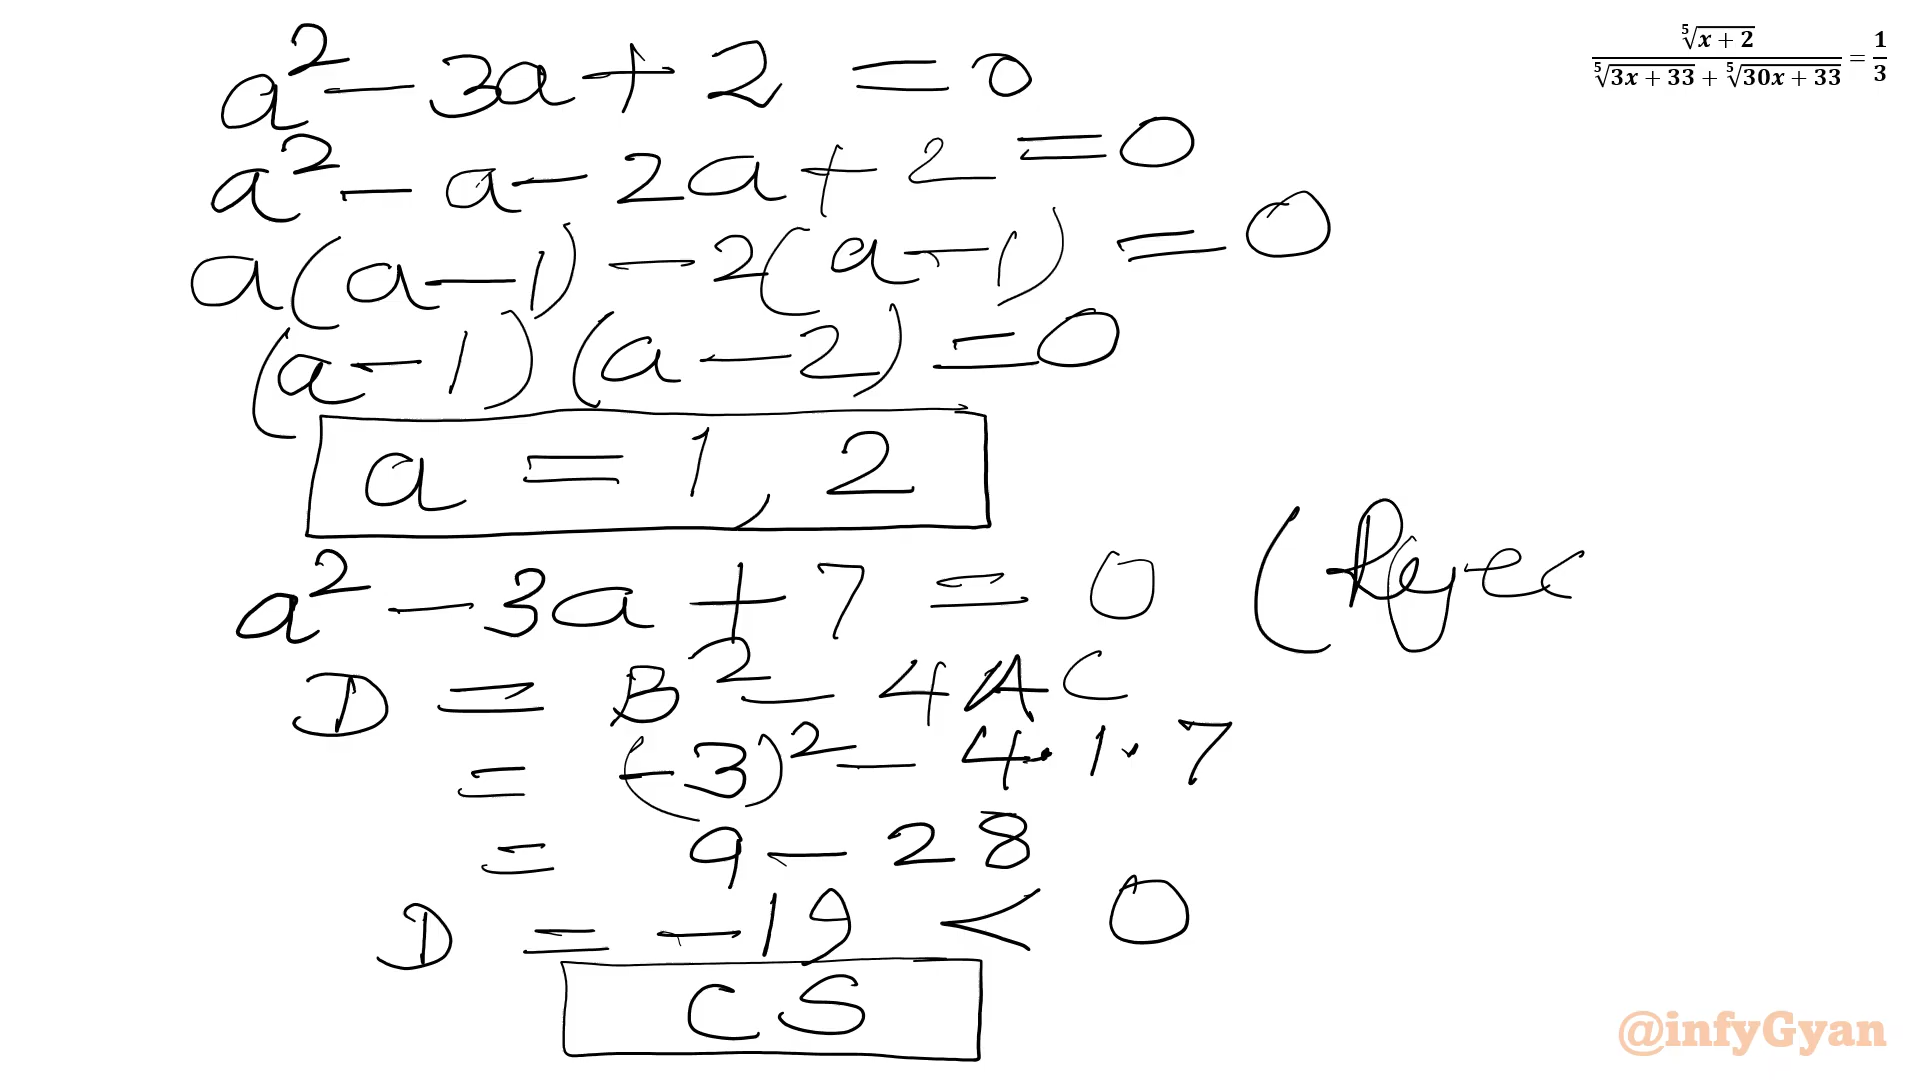 ⁵√x + 2 / ⁵√3x + 33 + ⁵√30x + 33 = 1/3
a² - 3a + 2 = 0
a² - a - 2a + 2 = 0
a(a - 1) - 2(a - 1) = 0
(a - 1)(a - 2) = 0
a = 1, 2
a² - 3a + 7 = 0 (Rejec
D = B² - 4AC
= (-3)² - 4·1·7
= 9 - 28
D = -19 < 0
CS
@infyGyan